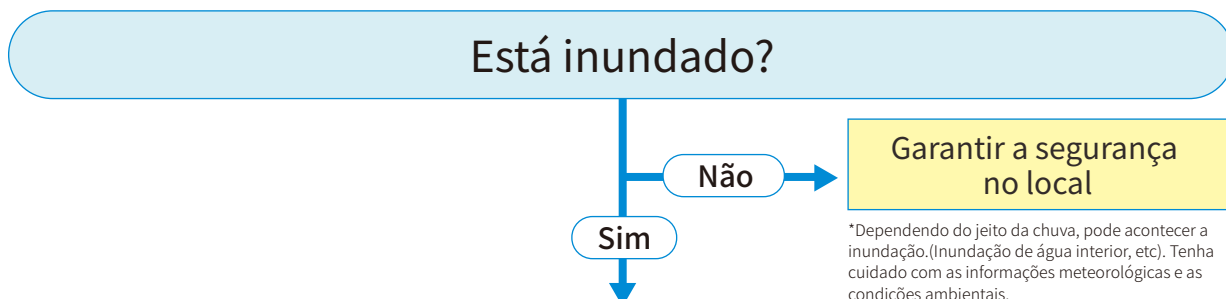 Está inundado?
Não
Garantir a segurança
no local
Sim
*Dependendo do jeito da chuva, pode acontecer a
inundação.(Inundação de água interior, etc). Tenha
cuidado com as informações meteorológicas e as
condições ambientais.